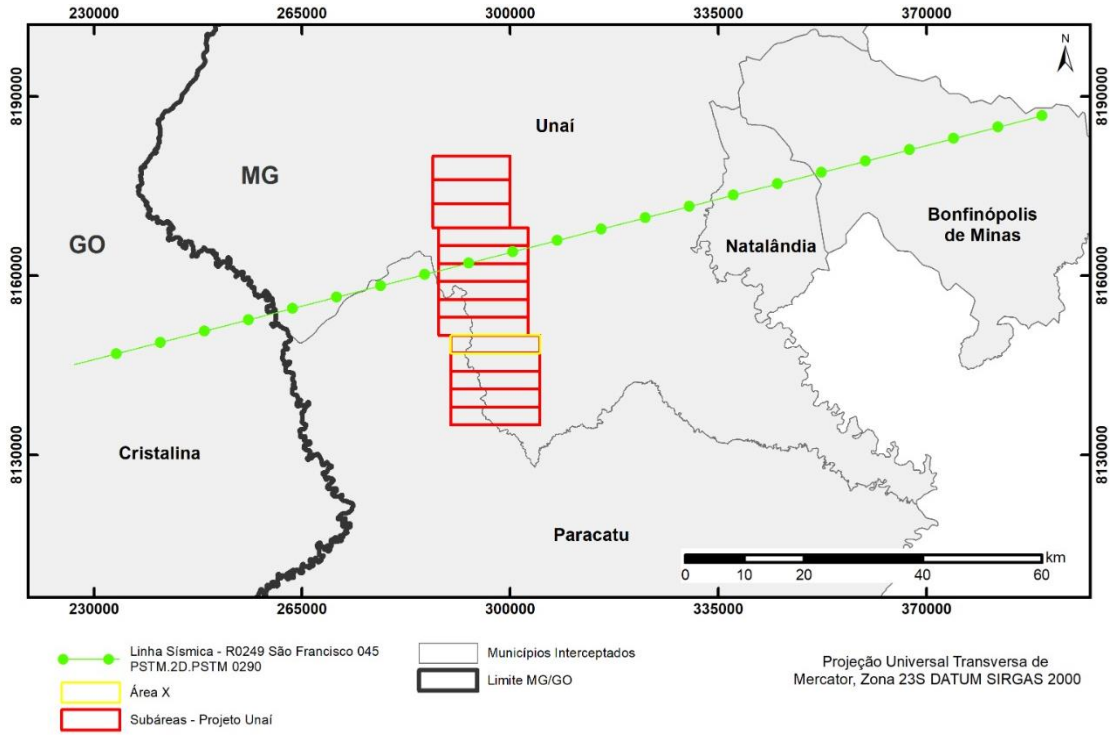 230000 265000 300000 335000 370000
N
8190000 8190000
Unaí
MG
GO
Bonfinópolis
de Minas
Natalândia
8160000 8160000
Cristalina
8130000 8130000
Paracatu
km
0 10 20 40 60
230000 265000 300000 335000 370000
Linha Sísmica - R0249 São Francisco 045
PSTM.2D.PSTM 0290
Área X
Subáreas - Projeto Unaí
Municípios Interceptados
Limite MG/GO
Projeção Universal Transversa de
Mercator, Zona 23S DATUM SIRGAS 2000